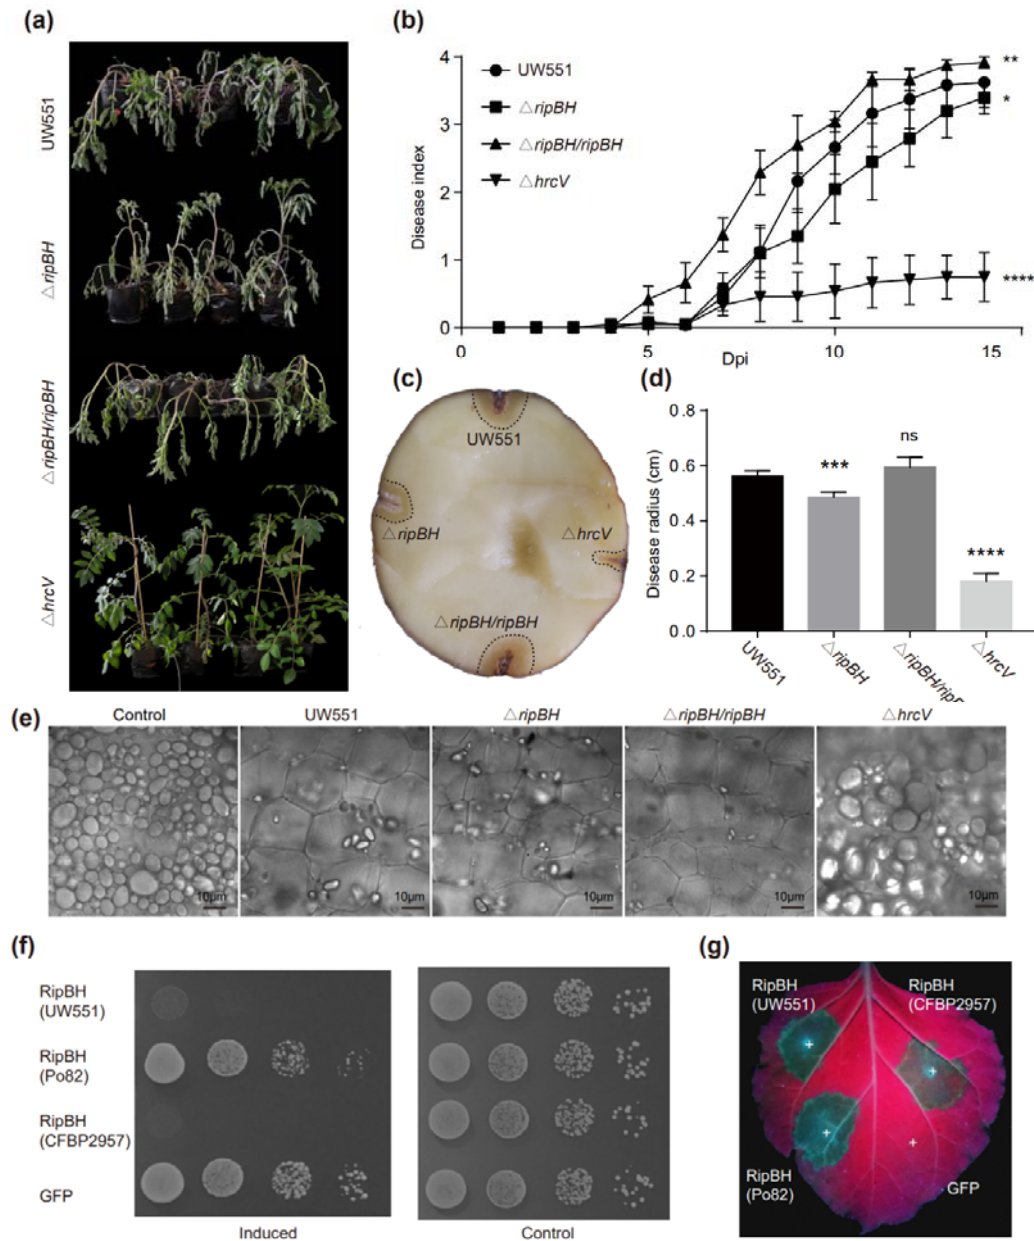 (a)
UW551
△ripBH
△ripBH/ripBH
△hrcV
(b)
4
3
2
1
0
Disease index
UW551
△ripBH
△ripBH/ripBH
△hrcV
**
*
****
0
5
10
15
Dpi
(c)
UW551
△ripBH
△hrcV
△ripBH/ripBH
(d)
0.8
0.6
0.4
0.2
0.0
Disease radius (cm)
***
ns
****
UW551
△ripBH
△hrcV
(e)
Control
UW551
△ripBH
△ripBH/ripBH
△hrcV
10μm
10μm
10μm
10μm
10μm
(f)
RipBH
(UW551)
RipBH
(Po82)
RipBH
(CFBP2957)
GFP
Induced
Control
(g)
RipBH
(UW551)
RipBH
(CFBP2957)
RipBH
(Po82)
GFP